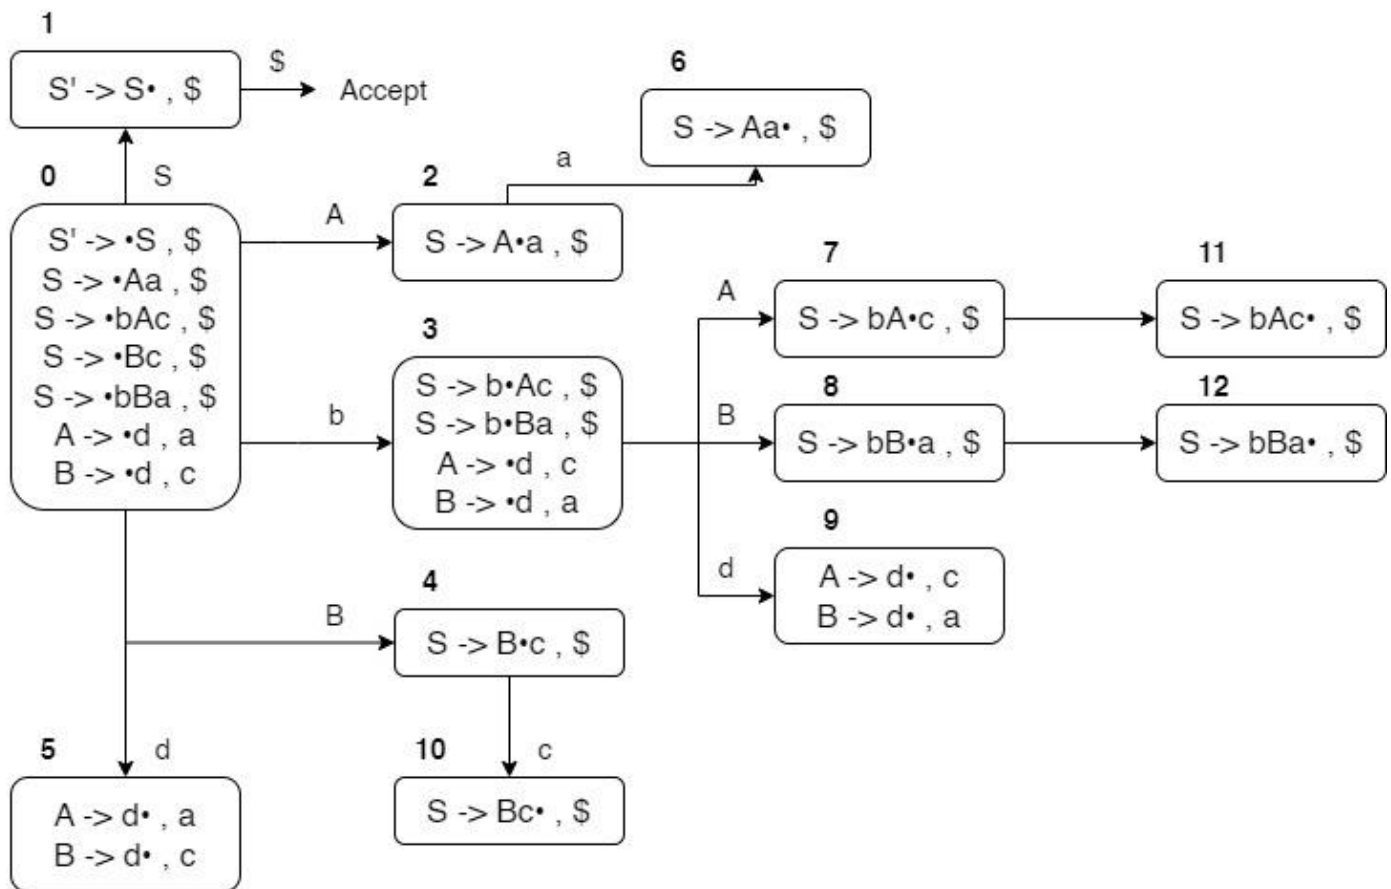 1
S' -> S• , $
$
Accept
6
S -> Aa• , $
a
0
S
2
S' -> •S , $
S -> •Aa , $
S -> •bAc , $
S -> •Bc , $
S -> •bBa , $
A -> •d , a
B -> •d , c
A
S -> A•a , $
7
11
A
S -> bA•c , $
S -> bAc• , $
3
b
S -> b•Ac , $
S -> b•Ba , $
A -> •d , c
B -> •d , a
B
8
12
S -> bB•a , $
S -> bBa• , $
9
d
A -> d• , c
B -> d• , a
4
B
S -> B•c , $
5
d
10
c
A -> d• , a
B -> d• , c
S -> Bc• , $